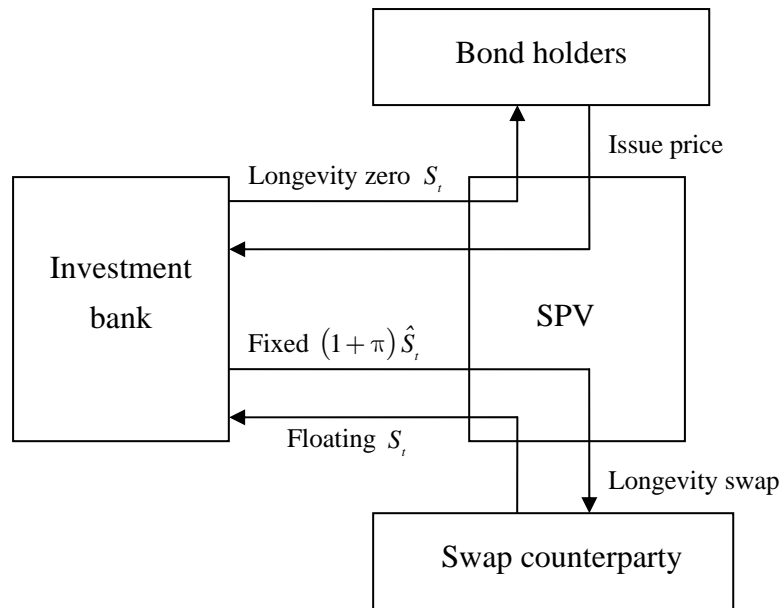 Bond holders
Issue price
Longevity zero S_t
Investment
bank
SPV
Fixed (1 + π) Ŝ_t
Floating S_t
Longevity swap
Swap counterparty